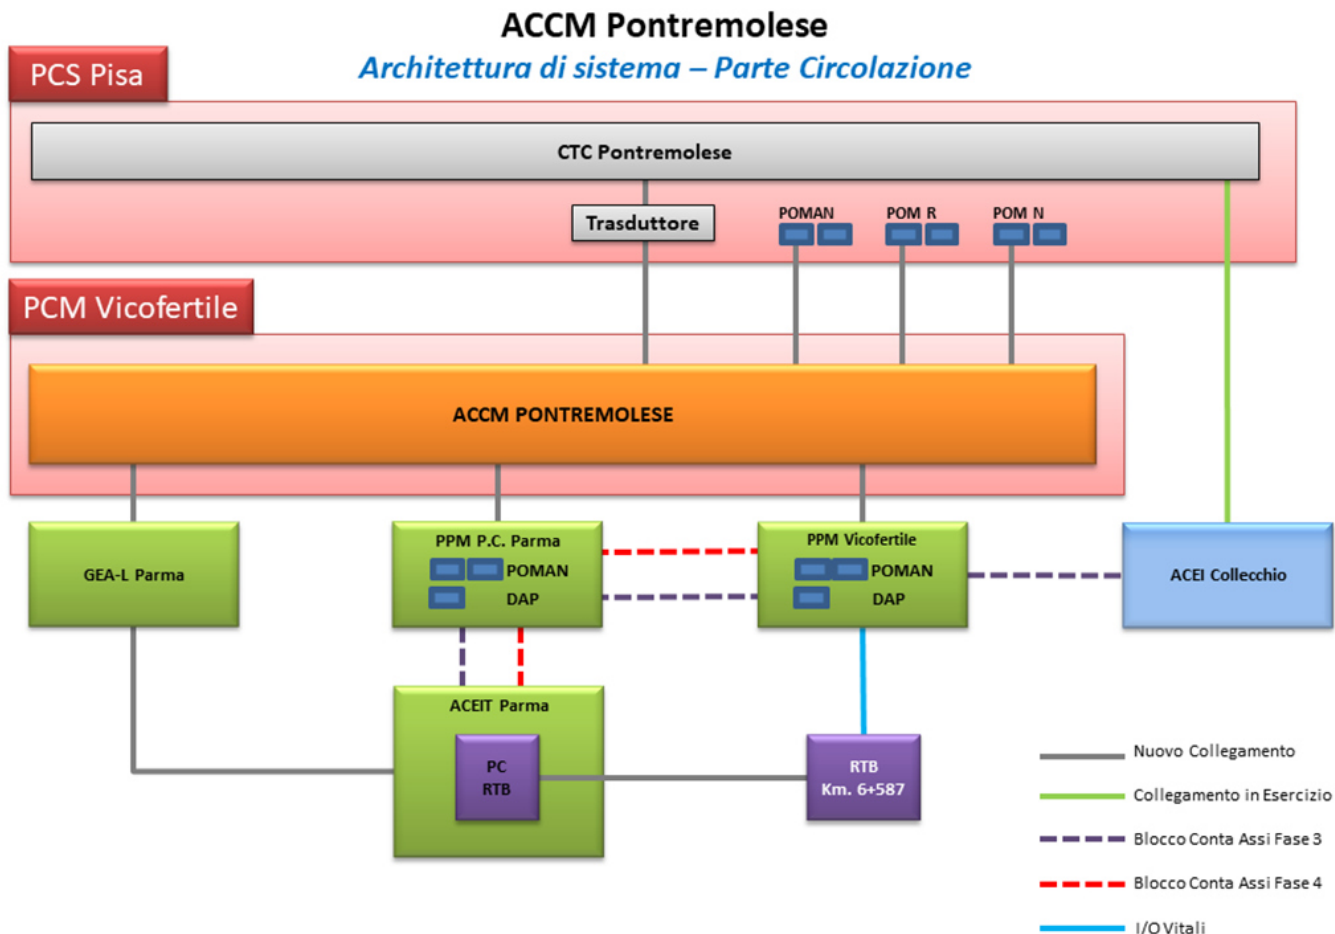 ACCM Pontremolese
Architettura di sistema – Parte Circolazione
PCS Pisa
CTC Pontremolese
Trasduttore
POMAN
POM R
POM N
PCM Vicofertile
ACCM PONTREMOLESE
GEA-L Parma
PPM P.C. Parma
POMAN
DAP
PPM Vicofertile
POMAN
DAP
ACEI Collecchio
ACEIT Parma
PC
RTB
RTB
Km. 6+587
Nuovo Collegamento
Collegamento in Esercizio
Blocco Conta Assi Fase 3
Blocco Conta Assi Fase 4
I/O Vitali